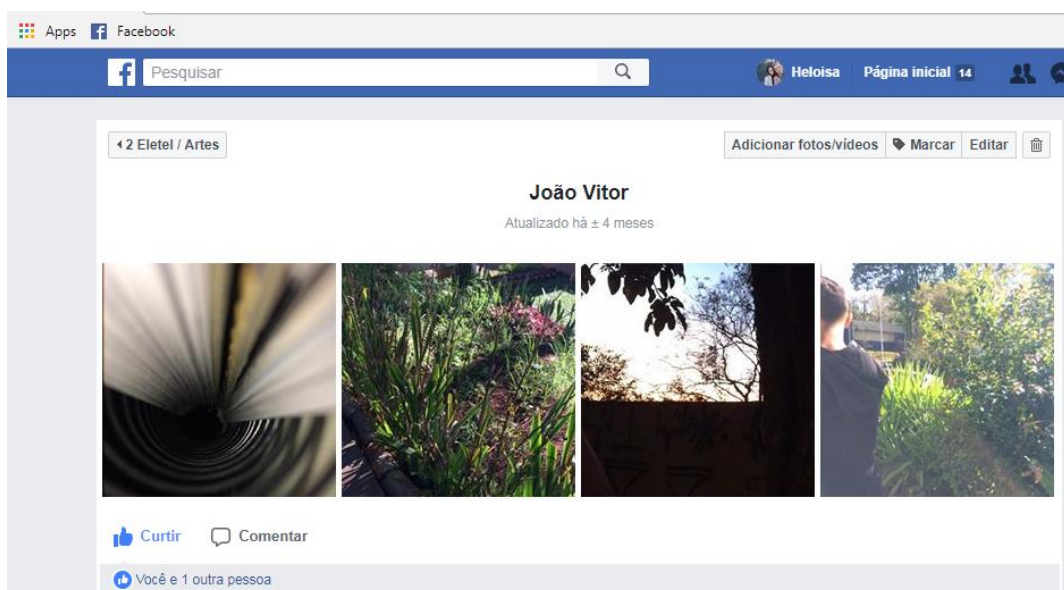 Apps Facebook
Pesquisar Heloisa Página inicial 14
2 Eletel / Artes Adicionar fotos/vídeos Marcar Editar
João Vitor
Atualizado há ± 4 meses
Curtir Comentar
Você e 1 outra pessoa